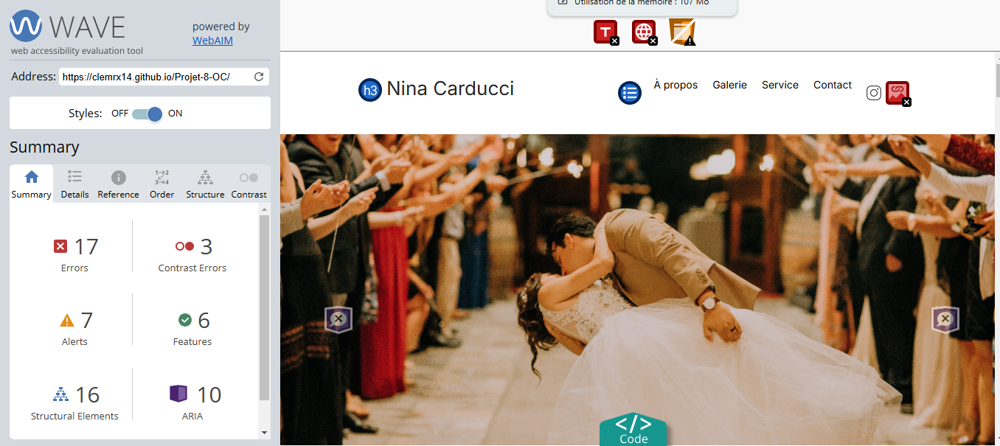 WAVE
powered by
WebAIM
web accessibility evaluation tool
Address: https://clemrx14.github.io/Projet-8-OC/
Styles: OFF ON
Summary
Summary Details Reference Order Structure Contrast
17 Errors
3 Contrast Errors
7 Alerts
6 Features
16 Structural Elements
10 ARIA
Utilisation de la mémoire : 107 Mo
h3 Nina Carducci
À propos Galerie Service Contact
</> Code